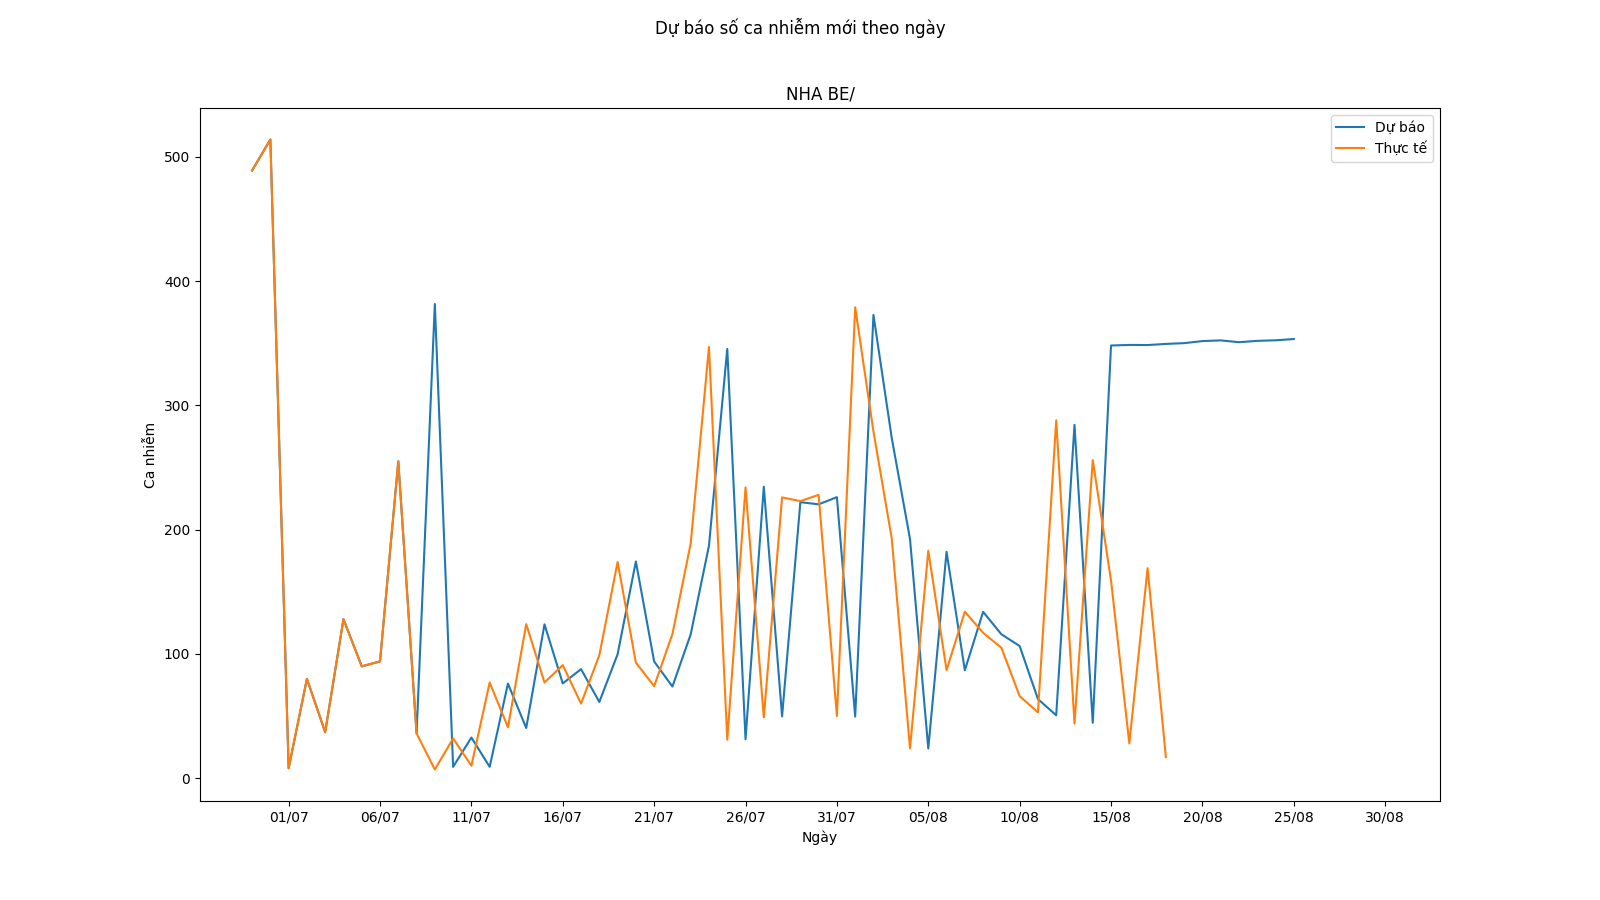 Dự báo số ca nhiễm mới theo ngày
NHA BE/
Dự báo
Thực tế
500
400
300
200
100
0
Ca nhiễm
01/07 06/07 11/07 16/07 21/07 26/07 31/07 05/08 10/08 15/08 20/08 25/08 30/08
Ngày